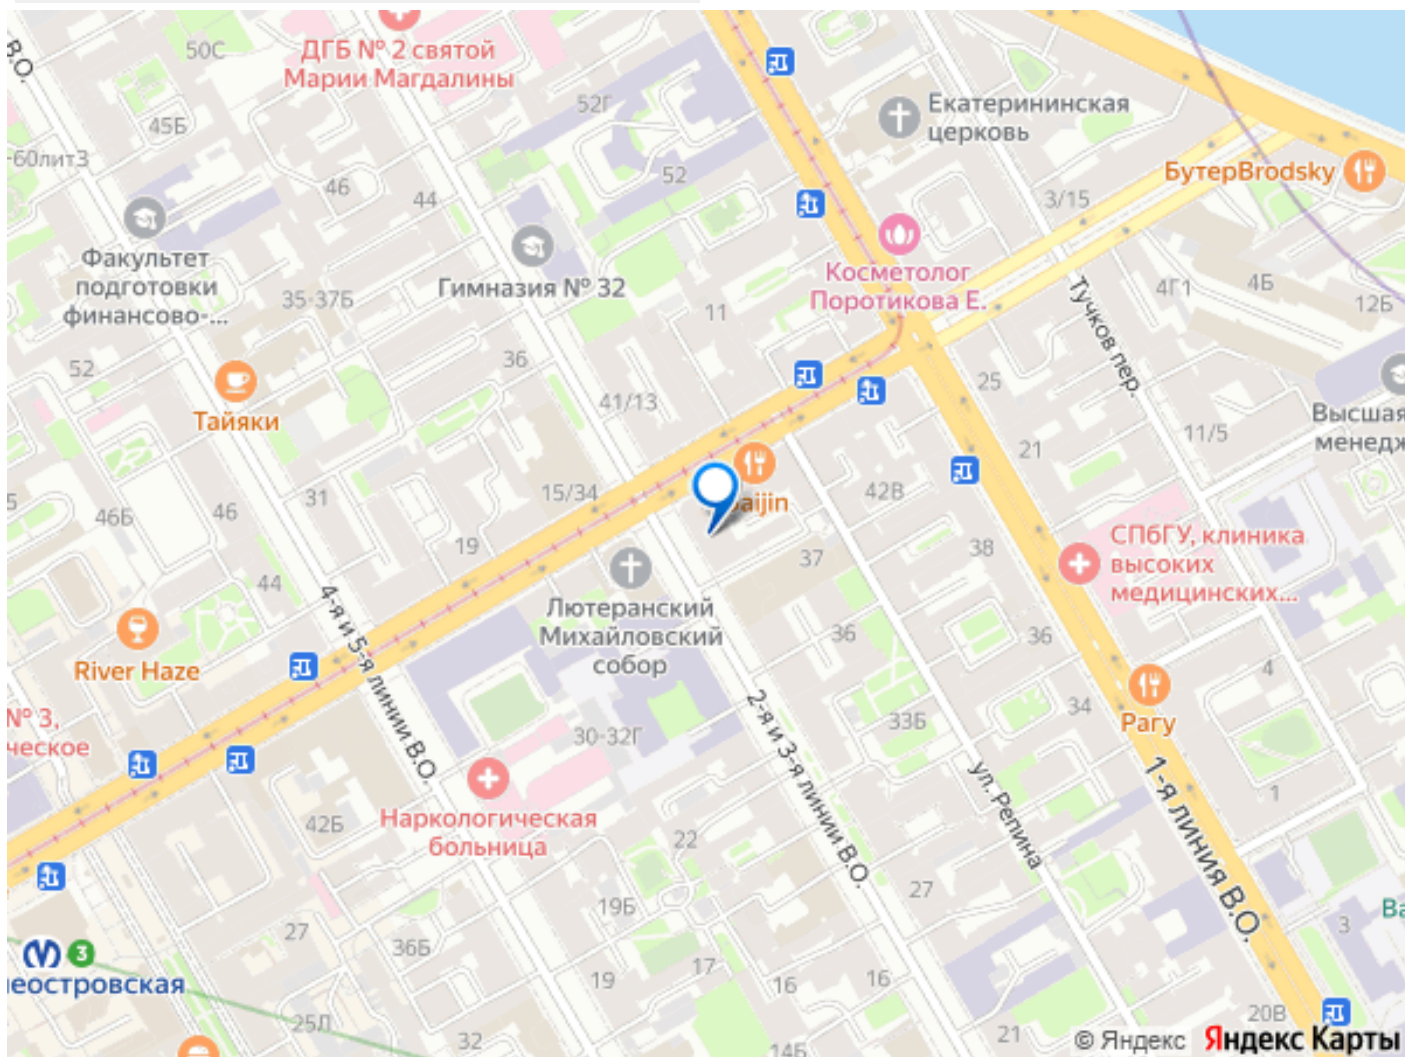 В.О.
50С
ДГБ № 2 святой
Марии Магдалины
52Г
Екатерининская
церковь
45Б
-60лит3
46
44
52
3/15
БутерBrodsky
Факультет
подготовки
финансово-...
Гимназия № 32
Косметолог
Поротикова Е.
35-37Б
11
4Г1
4Б
12Б
Тучков пер.
52
36
25
Тайяки
41/13
Высшая
менедж
21
11/5
5
46Б
46
31
15/34
aijin
42В
19
37
38
СПбГУ, клиника
высоких
медицинских...
44
4-я и 5-я линии В.О.
Лютеранский
Михайловский
собор
36
36
4
River Haze
№ 3,
ческое
30-32Г
2-я и 3-я линии В.О.
33Б
34
Рагу
ул. Репина
1-я линия В.О.
1
42Б
Наркологическая
больница
22
27
19Б
Ва
3
27
36Б
3
неостровская
19
17
16
16
25Л
32
14Б
21
20В
© Яндекс Яндекс Карты